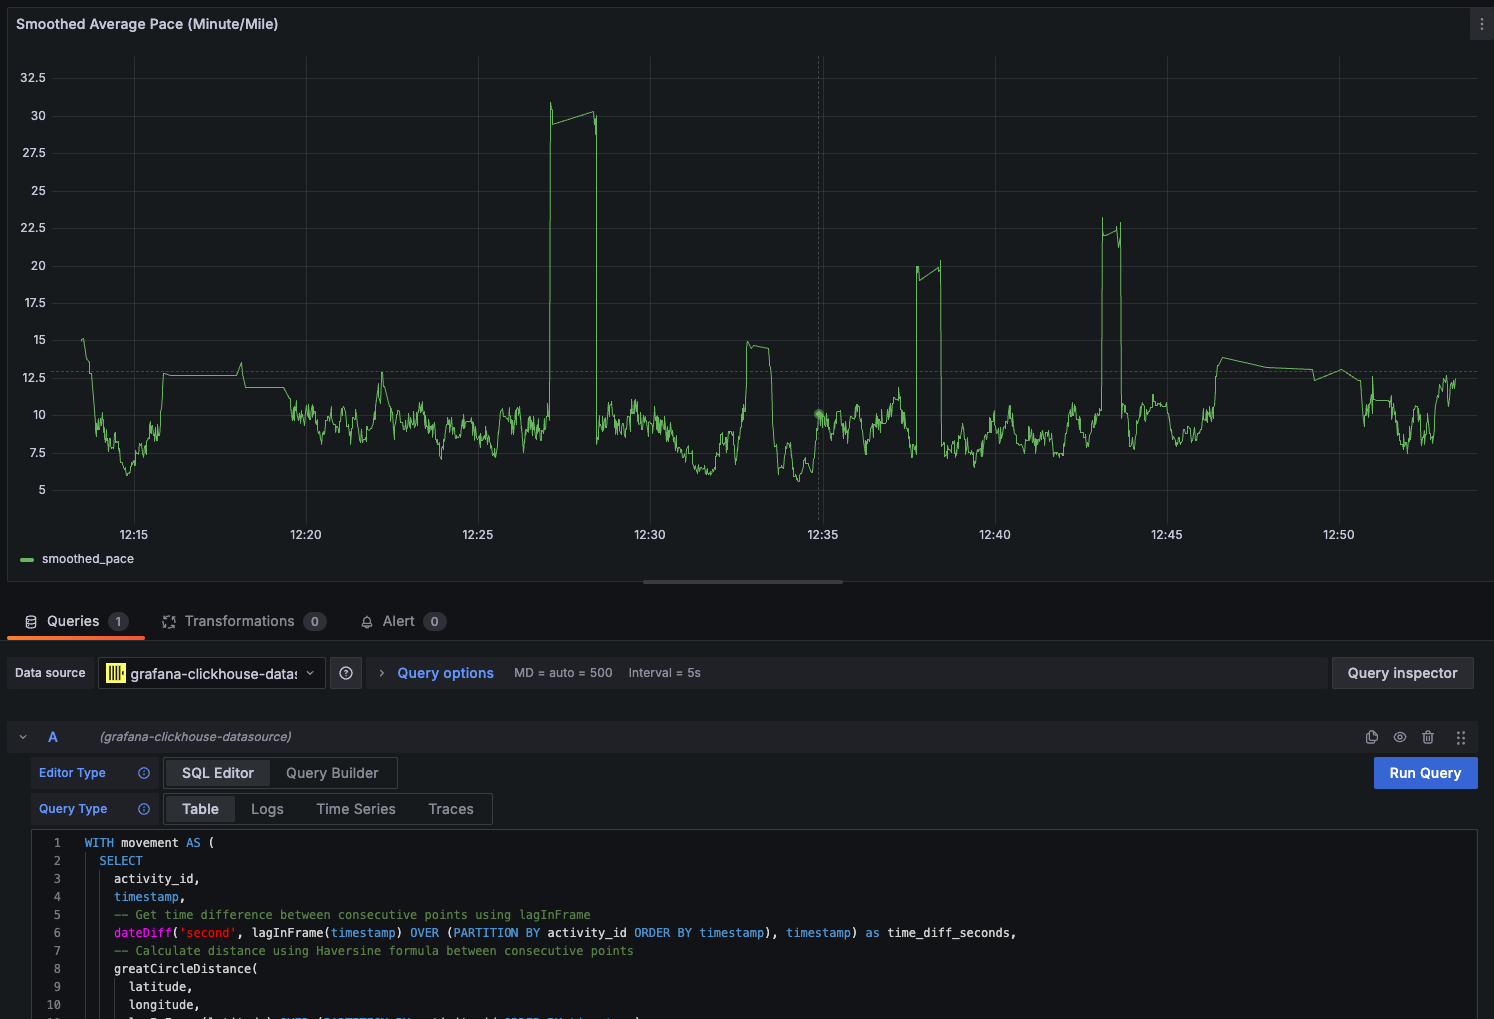 Smoothed Average Pace (Minute/Mile)
32.5
30
27.5
25
22.5
20
17.5
15
12.5
10
7.5
5
12:15 12:20 12:25 12:30 12:35 12:40 12:45 12:50
smoothed_pace
Queries 1 Transformations 0 Alert 0
Data source grafana-clickhouse-datas Query options MD = auto = 500 Interval = 5s Query inspector
A (grafana-clickhouse-datasource)
Editor Type SQL Editor Query Builder Run Query
Query Type Table Logs Time Series Traces
1 WITH movement AS (
2 SELECT
3 activity_id,
4 timestamp,
5 -- Get time difference between consecutive points using lagInFrame
6 dateDiff('second', lagInFrame(timestamp) OVER (PARTITION BY activity_id ORDER BY timestamp), timestamp) as time_diff_seconds,
7 -- Calculate distance using Haversine formula between consecutive points
8 greatCircleDistance(
9 latitude,
10 longitude,